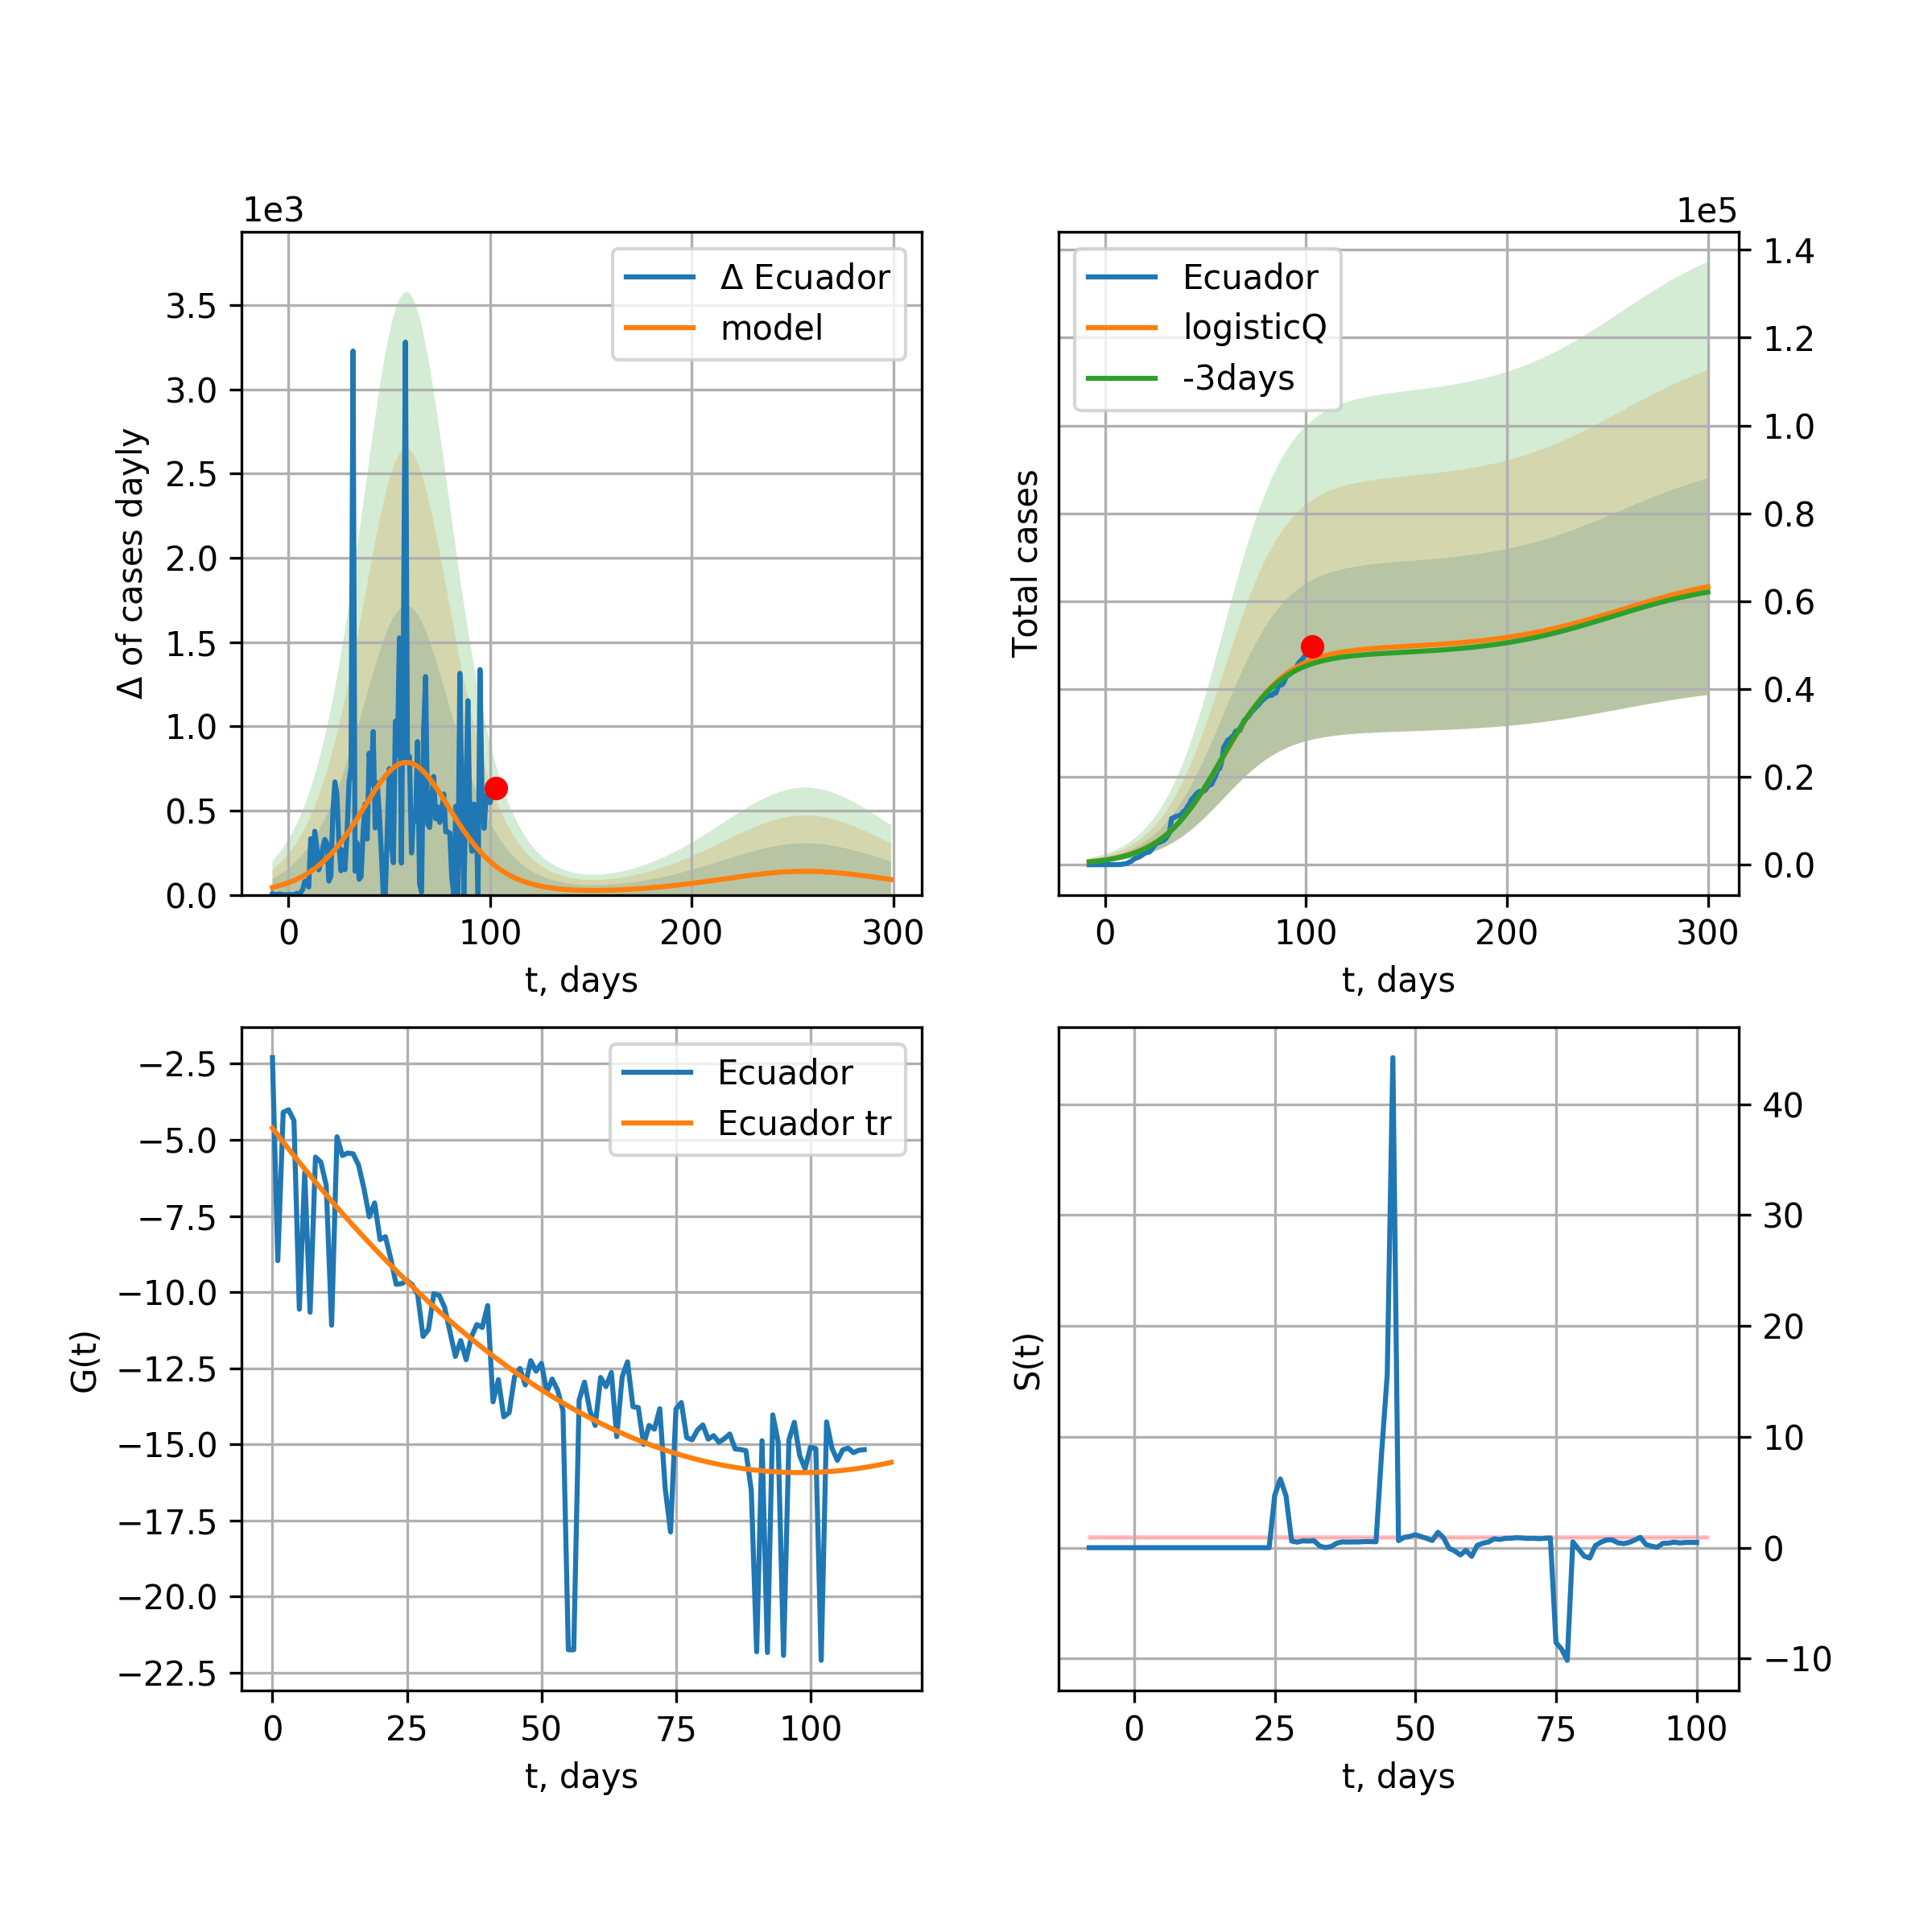 1e3
Δ Ecuador
model
3.5
3.0
2.5
2.0
1.5
1.0
0.5
0.0
Δ of cases dayly
0 100 200 300
t, days
1e5
Ecuador
logisticQ
-3days
1.4
1.2
1.0
0.8
0.6
0.4
0.2
0.0
Total cases
0 100 200 300
t, days
Ecuador
Ecuador tr
−2.5
−5.0
−7.5
−10.0
−12.5
−15.0
−17.5
−20.0
−22.5
G(t)
0 25 50 75 100
t, days
40
30
20
10
0
−10
S(t)
0 25 50 75 100
t, days